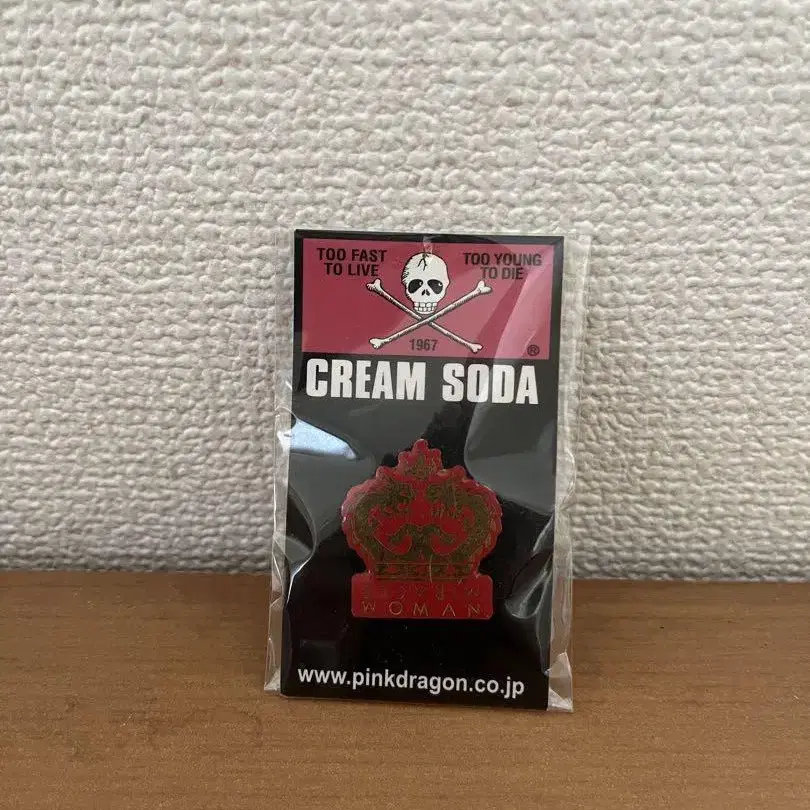 TOO FAST
TO LIVE
TOO YOUNG
TO DIE
1967
®
CREAM SODA
WOMAN
www.pinkdragon.co.jp